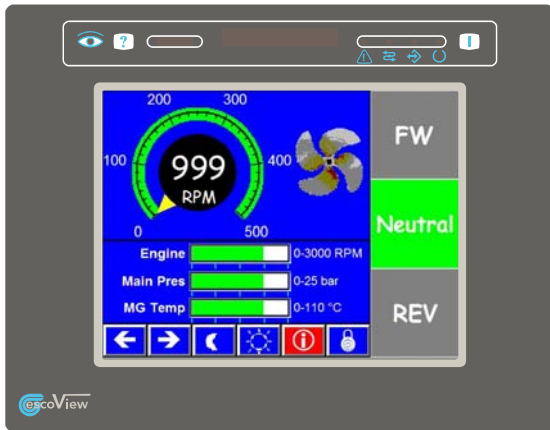 ?
200 300
100 400
999
RPM
0 500
Engine 0-3000 RPM
Main Pres 0-25 bar
MG Temp 0-110 °C
FW
Neutral
REV
escoView